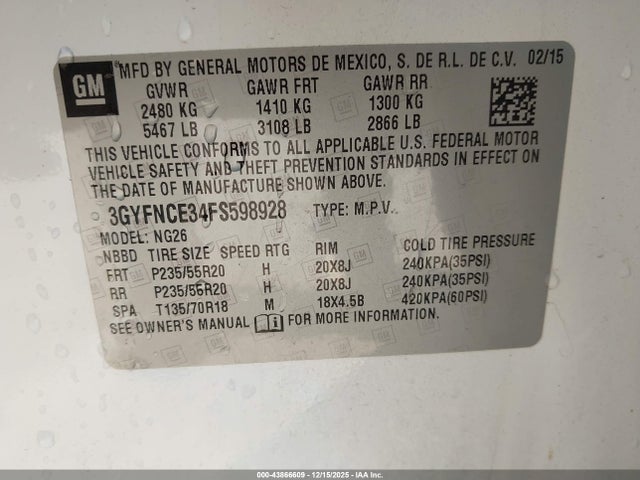 GM
MFD BY GENERAL MOTORS DE MEXICO, S. DE R.L. DE C.V. 02/15
GVWR GAWR FRT GAWR RR
2480 KG 1410 KG 1300 KG
5467 LB 3108 LB 2866 LB
THIS VEHICLE CONFORMS TO ALL APPLICABLE U.S. FEDERAL MOTOR
VEHICLE SAFETY AND THEFT PREVENTION STANDARDS IN EFFECT ON
THE DATE OF MANUFACTURE SHOWN ABOVE.
3GYFNCE34FS598928 TYPE: M.P.V.
MODEL: NG26
NBBD TIRE SIZE SPEED RTG RIM COLD TIRE PRESSURE
FRT P235/55R20 H 20X8J 240KPA(35PSI)
RR P235/55R20 H 20X8J 240KPA(35PSI)
SPA T135/70R18 M 18X4.5B 420KPA(60PSI)
SEE OWNER'S MANUAL FOR MORE INFORMATION.
000-43866609 - 12/15/2025 - IAA Inc.